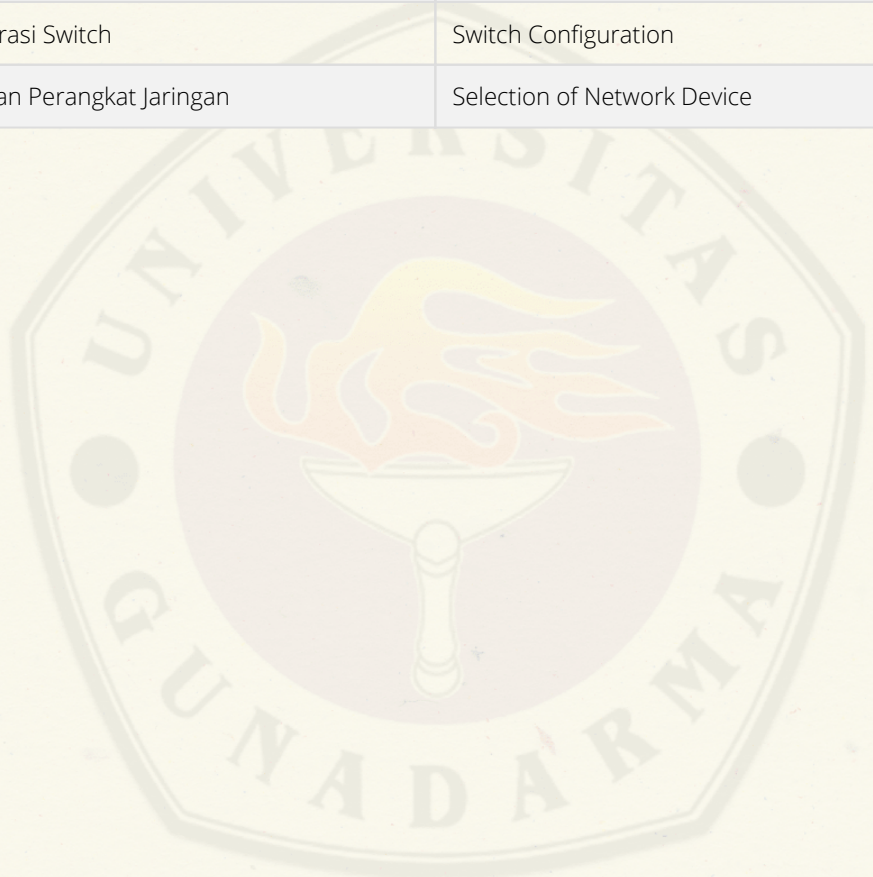 rasi Switch	Switch Configuration
an Perangkat Jaringan	Selection of Network Device
UNIVERSITAS
GUNADARMA